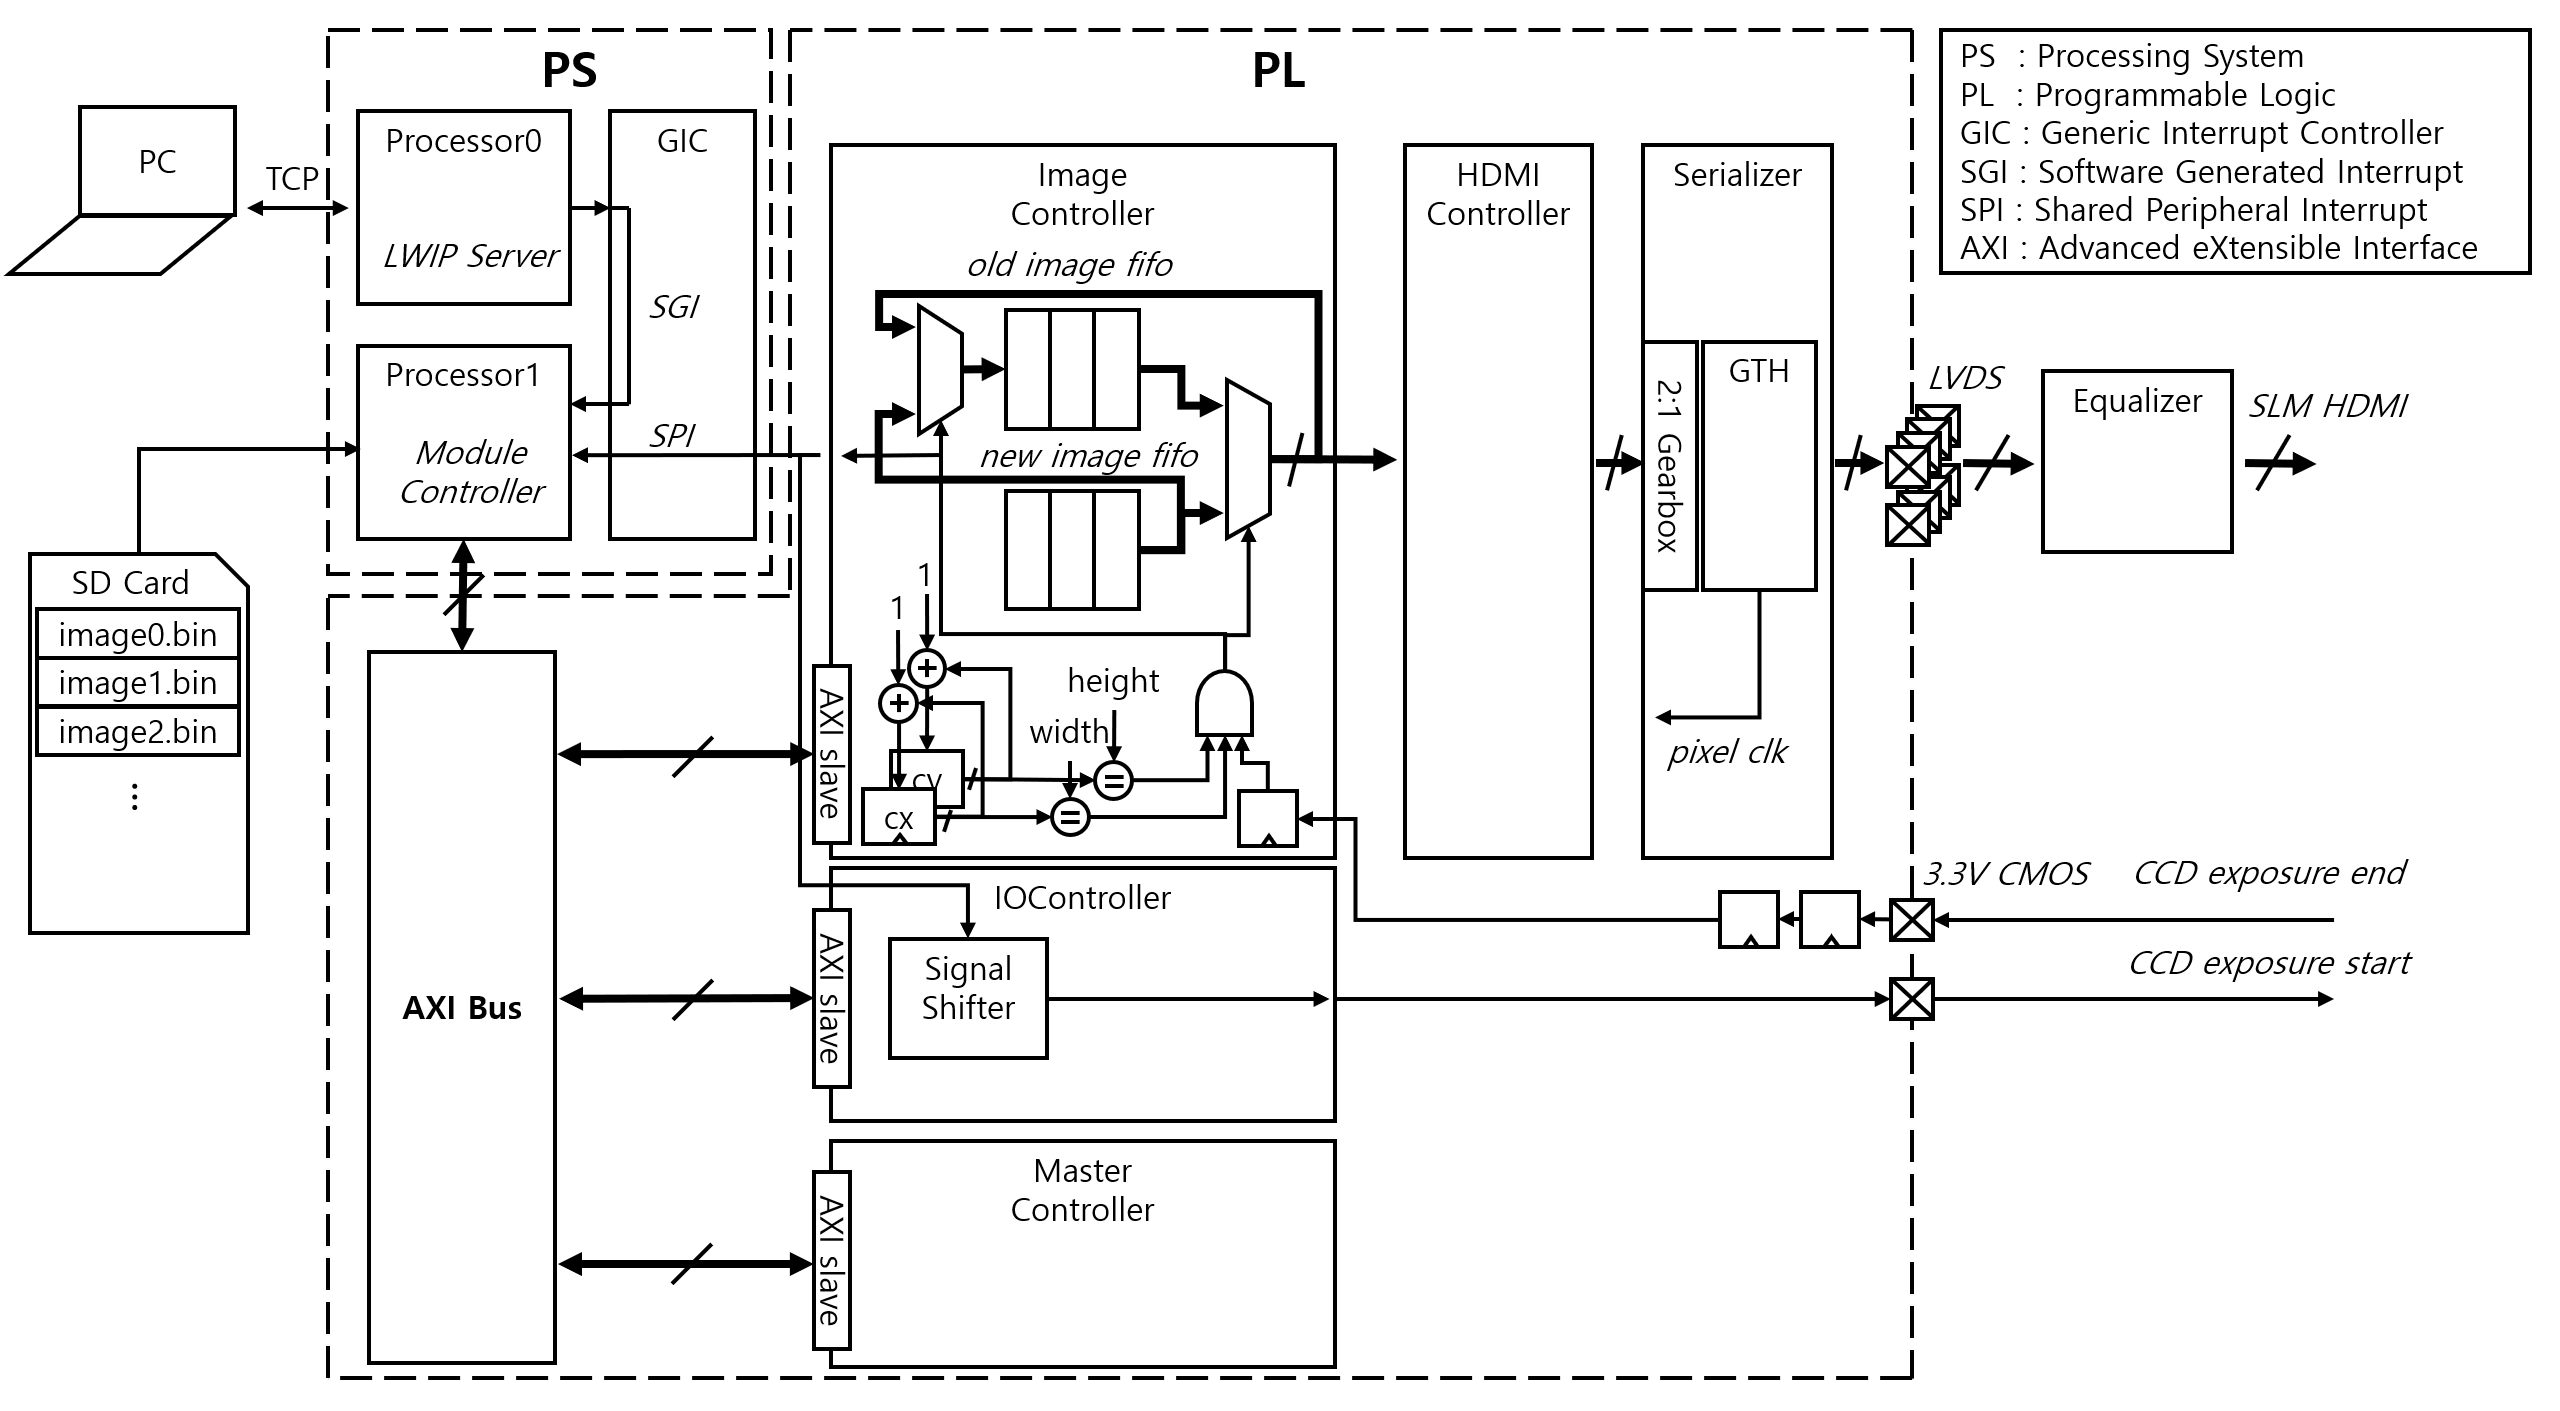 PS
PL
PS : Processing System
PL : Programmable Logic
GIC : Generic Interrupt Controller
SGI : Software Generated Interrupt
SPI : Shared Peripheral Interrupt
AXI : Advanced eXtensible Interface
PC
TCP
Processor0
LWIP Server
GIC
SGI
Processor1
Module
Controller
SPI
SD Card
image0.bin
image1.bin
image2.bin
...
AXI Bus
Image
Controller
old image fifo
new image fifo
1
1
height
width
cy
cx
AXI slave
HDMI
Controller
Serializer
2:1 Gearbox
GTH
pixel clk
LVDS
Equalizer
SLM HDMI
3.3V CMOS
CCD exposure end
CCD exposure start
IOController
Signal
Shifter
AXI slave
Master
Controller
AXI slave